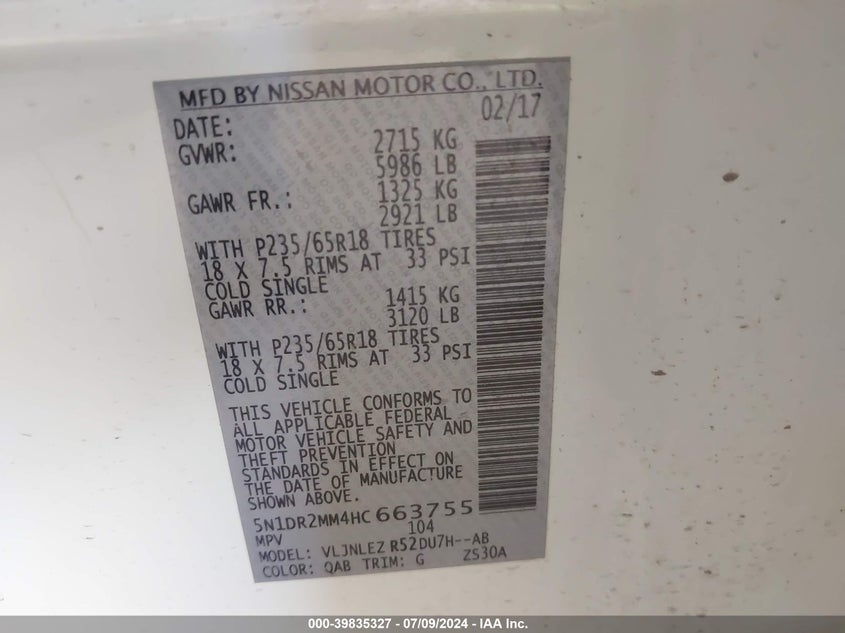 MFD BY NISSAN MOTOR CO., LTD.
DATE: 02/17
GVWR: 2715 KG
5986 LB
GAWR FR.: 1325 KG
2921 LB
WITH P235/65R18 TIRES
18 X 7.5 RIMS AT 33 PSI
COLD SINGLE
GAWR RR.: 1415 KG
3120 LB
WITH P235/65R18 TIRES
18 X 7.5 RIMS AT 33 PSI
COLD SINGLE
THIS VEHICLE CONFORMS TO
ALL APPLICABLE FEDERAL
MOTOR VEHICLE SAFETY AND
THEFT PREVENTION
STANDARDS IN EFFECT ON
THE DATE OF MANUFACTURE
SHOWN ABOVE.
5N1DR2MM4HC663755
MPV 104
MODEL: VLJNLEZ R52DU7H--AB
COLOR: QAB TRIM: G ZS30A
000-39835327 - 07/09/2024 - IAA Inc.